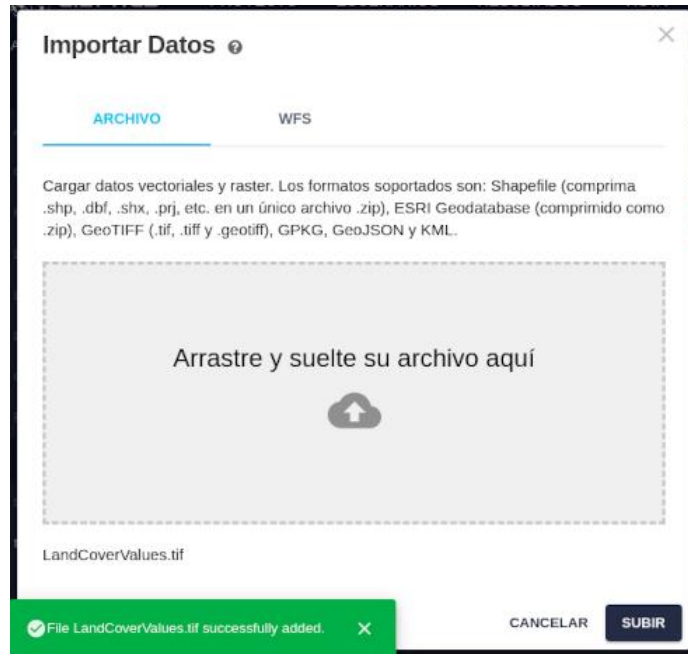 Importar Datos
ARCHIVO WFS
Cargar datos vectoriales y raster. Los formatos soportados son: Shapefile (comprima
.shp, .dbf, .shx, .prj, etc. en un único archivo .zip), ESRI Geodatabase (comprimido como
.zip), GeoTIFF (.tif, .tiff y .geotiff), GPKG, GeoJSON y KML.
Arrastre y suelte su archivo aquí
LandCoverValues.tif
File LandCoverValues.tif successfully added.
CANCELAR SUBIR